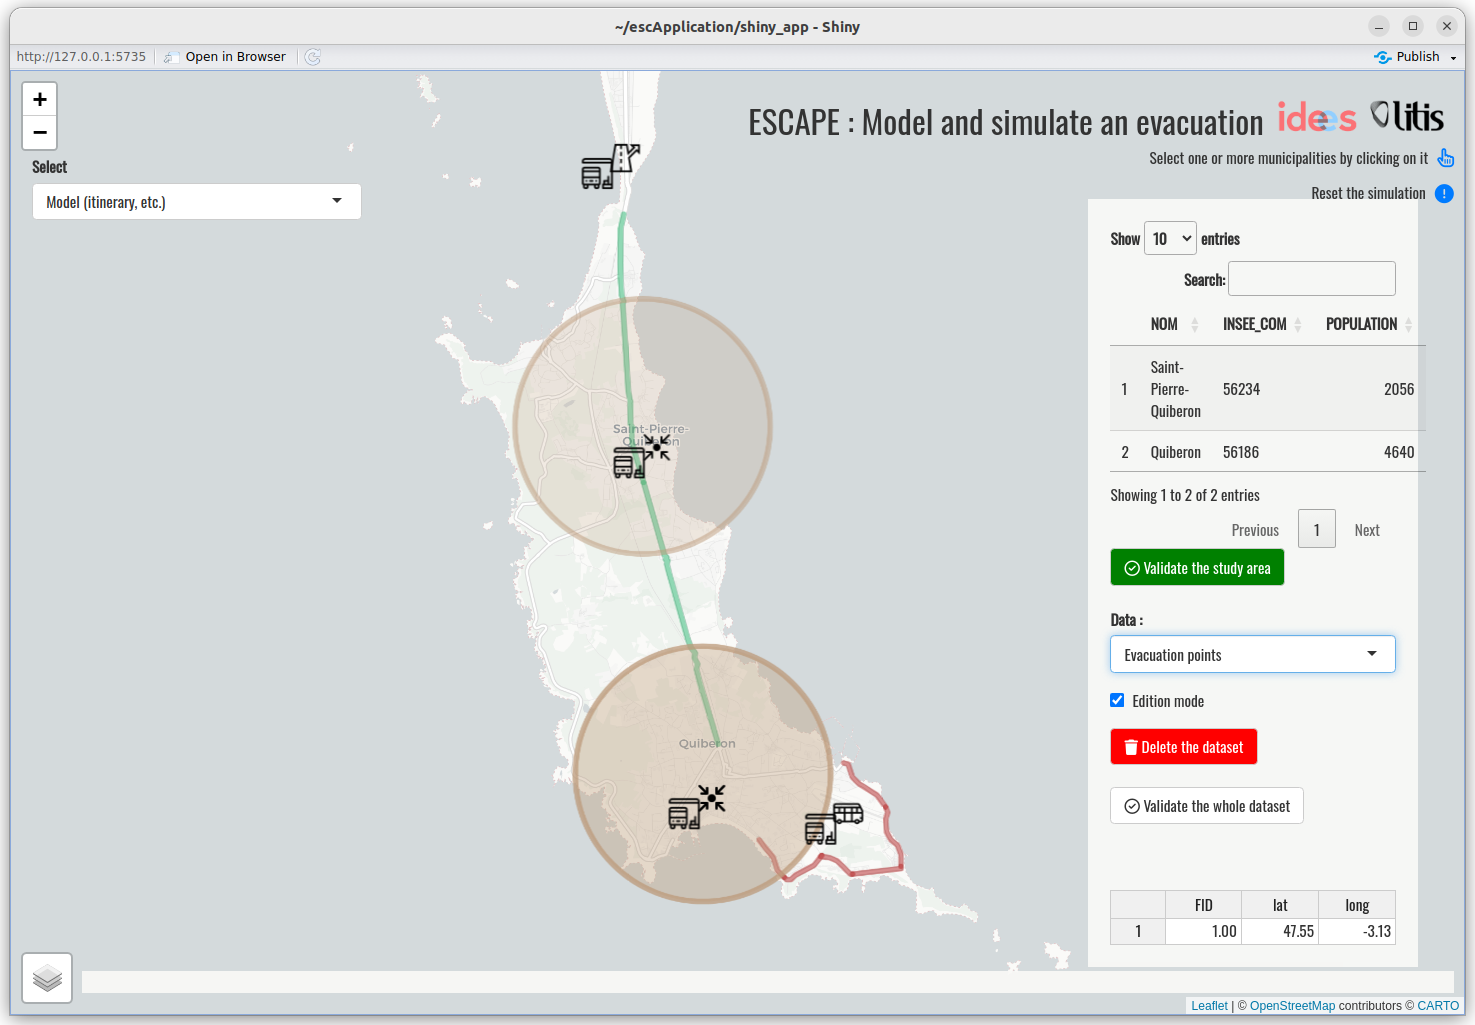 ~/escApplication/shiny_app - Shiny
http://127.0.0.1:5735
Open in Browser
Publish
+
−
ESCAPE : Model and simulate an evacuation
idees
litis
Select one or more municipalities by clicking on it
Reset the simulation
Select
Model (itinerary, etc.)
Show 10 entries
Search:
NOM INSEE_COM POPULATION
1 Saint-Pierre-Quiberon 56234 2056
2 Quiberon 56186 4640
Showing 1 to 2 of 2 entries
Previous 1 Next
Validate the study area
Data :
Evacuation points
Edition mode
Delete the dataset
Validate the whole dataset
FID lat long
1 1.00 47.55 -3.13
Saint-Pierre-
Quiberon
Quiberon
Leaflet | © OpenStreetMap contributors © CARTO